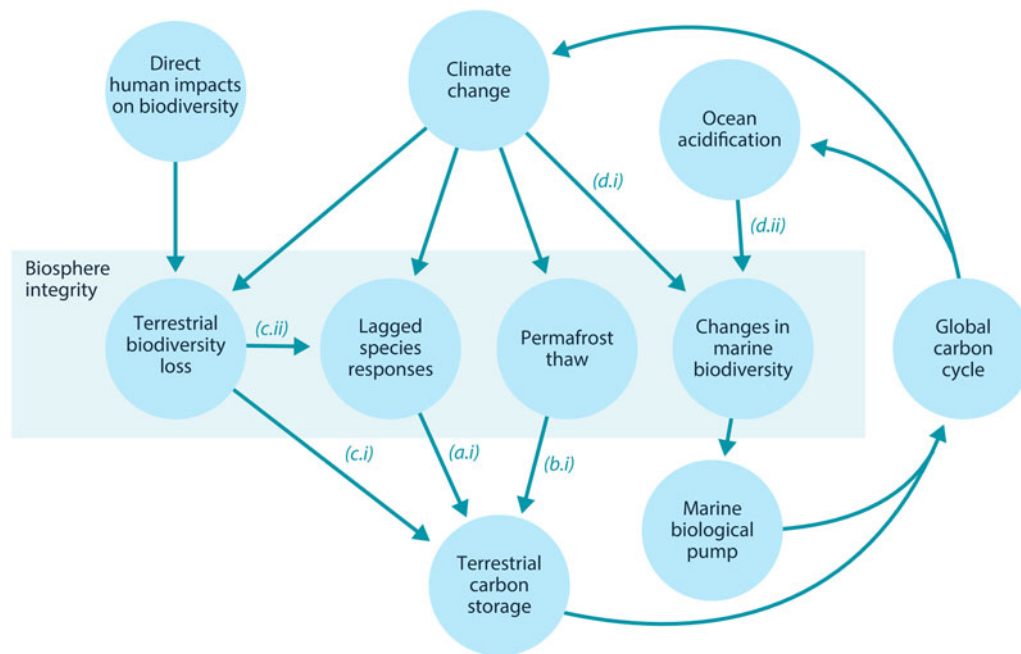 Direct
human impacts
on biodiversity
Climate
change
Ocean
acidification
(d.i)
(d.ii)
Biosphere
integrity
Terrestrial
biodiversity
loss
(c.ii)
Lagged
species
responses
Permafrost
thaw
Changes in
marine
biodiversity
Global
carbon
cycle
(c.i)
(a.i)
(b.i)
Marine
biological
pump
Terrestrial
carbon
storage